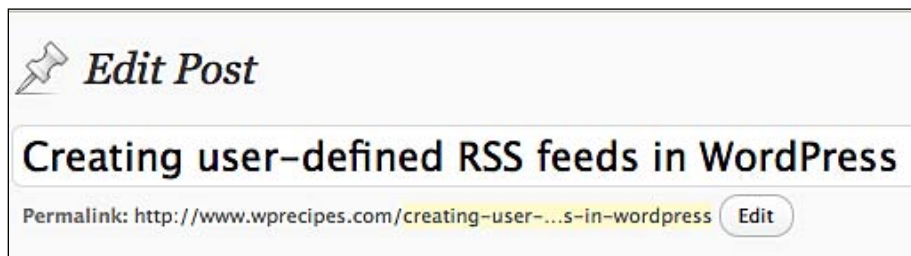 Edit Post
Creating user-defined RSS feeds in WordPress
Permalink: http://www.wprecipes.com/creating-user-...s-in-wordpress Edit